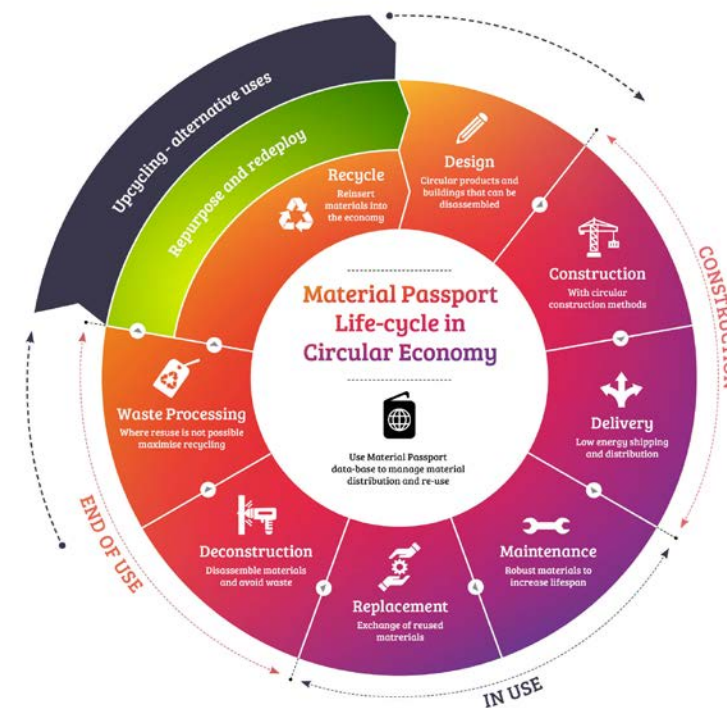 Material Passport
Life-cycle in
Circular Economy
Use Material Passport
data-base to manage material
distribution and re-use
Design
Circular products and
buildings that can be
disassembled
Construction
With circular
construction methods
Delivery
Low energy shipping
and distribution
Maintenance
Robust materials to
increase lifespan
Replacement
Exchange of reused
matrerials
Deconstruction
Disassemble materials
and avoid waste
Waste Processing
Where resuse is not possible
maximise recycling
Recycle
Reinsert
materials into
the economy
Repurpose and redeploy
Upcycling - alternative uses
CONSTRUCTION
IN USE
END OF USE